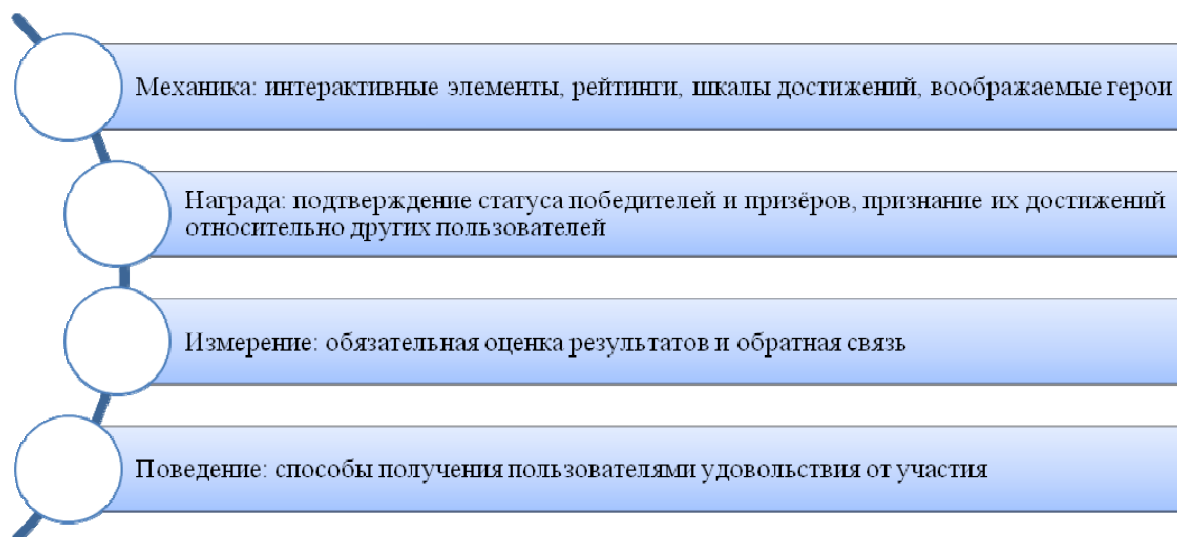 Механика: интерактивные элементы, рейтинги, шкалы достижений, воображаемые герои
Награда: подтверждение статуса победителей и призёров, признание их достижений
относительно других пользователей
Измерение: обязательная оценка результатов и обратная связь
Поведение: способы получения пользователями удовольствия от участия